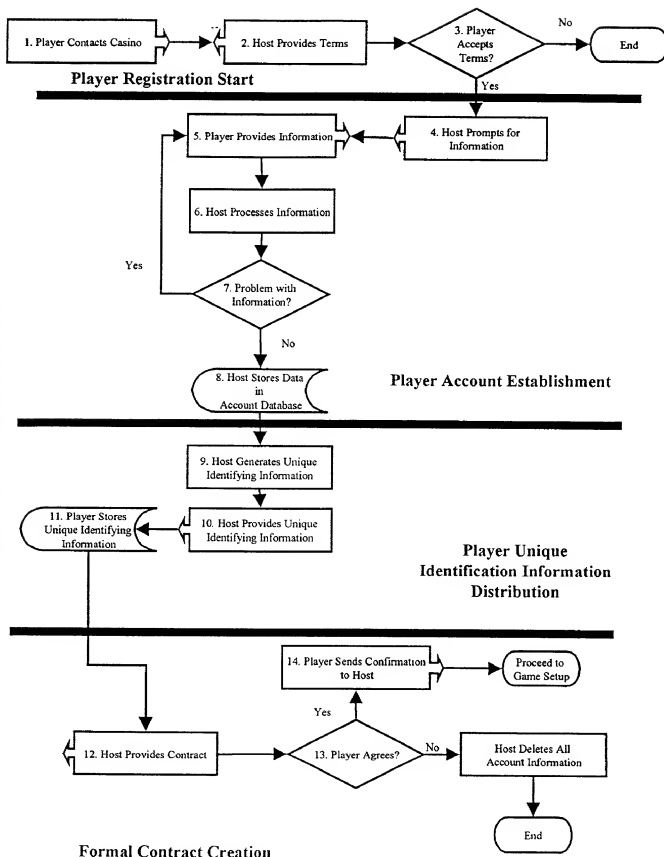 1. Player Contacts Casino
2. Host Provides Terms
3. Player
Accepts
Terms?
No
End
Yes
Player Registration Start
5. Player Provides Information
4. Host Prompts for
Information
6. Host Processes Information
Yes
7. Problem with
Information?
No
8. Host Stores Data
in
Account Database
Player Account Establishment
9. Host Generates Unique
Identifying Information
11. Player Stores
Unique Identifying
Information
10. Host Provides Unique
Identifying Information
Player Unique
Identification Information
Distribution
14. Player Sends Confirmation
to Host
Proceed to
Game Setup
Yes
12. Host Provides Contract
13. Player Agrees?
No
Host Deletes All
Account Information
End
Formal Contract Creation